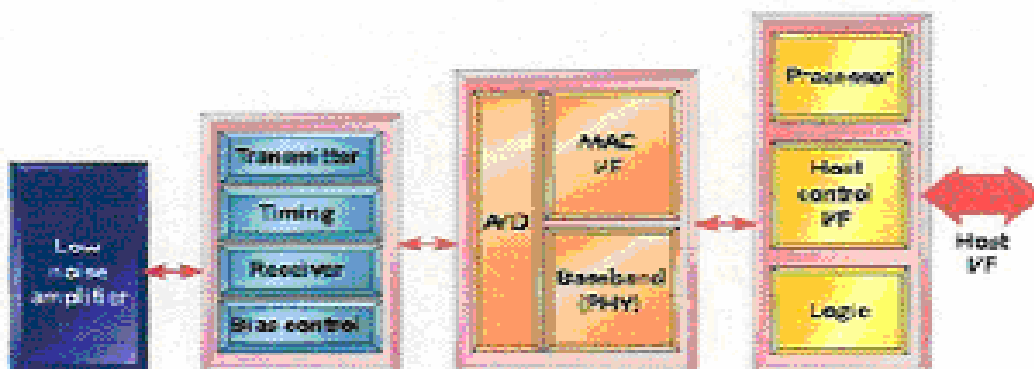 Low
noise
amplifier
Transmitter
Timing
Receiver
Bias control
A/D
MAC
I/F
Baseband
(PHY)
Processor
Host
control
I/F
Logic
Host
I/F